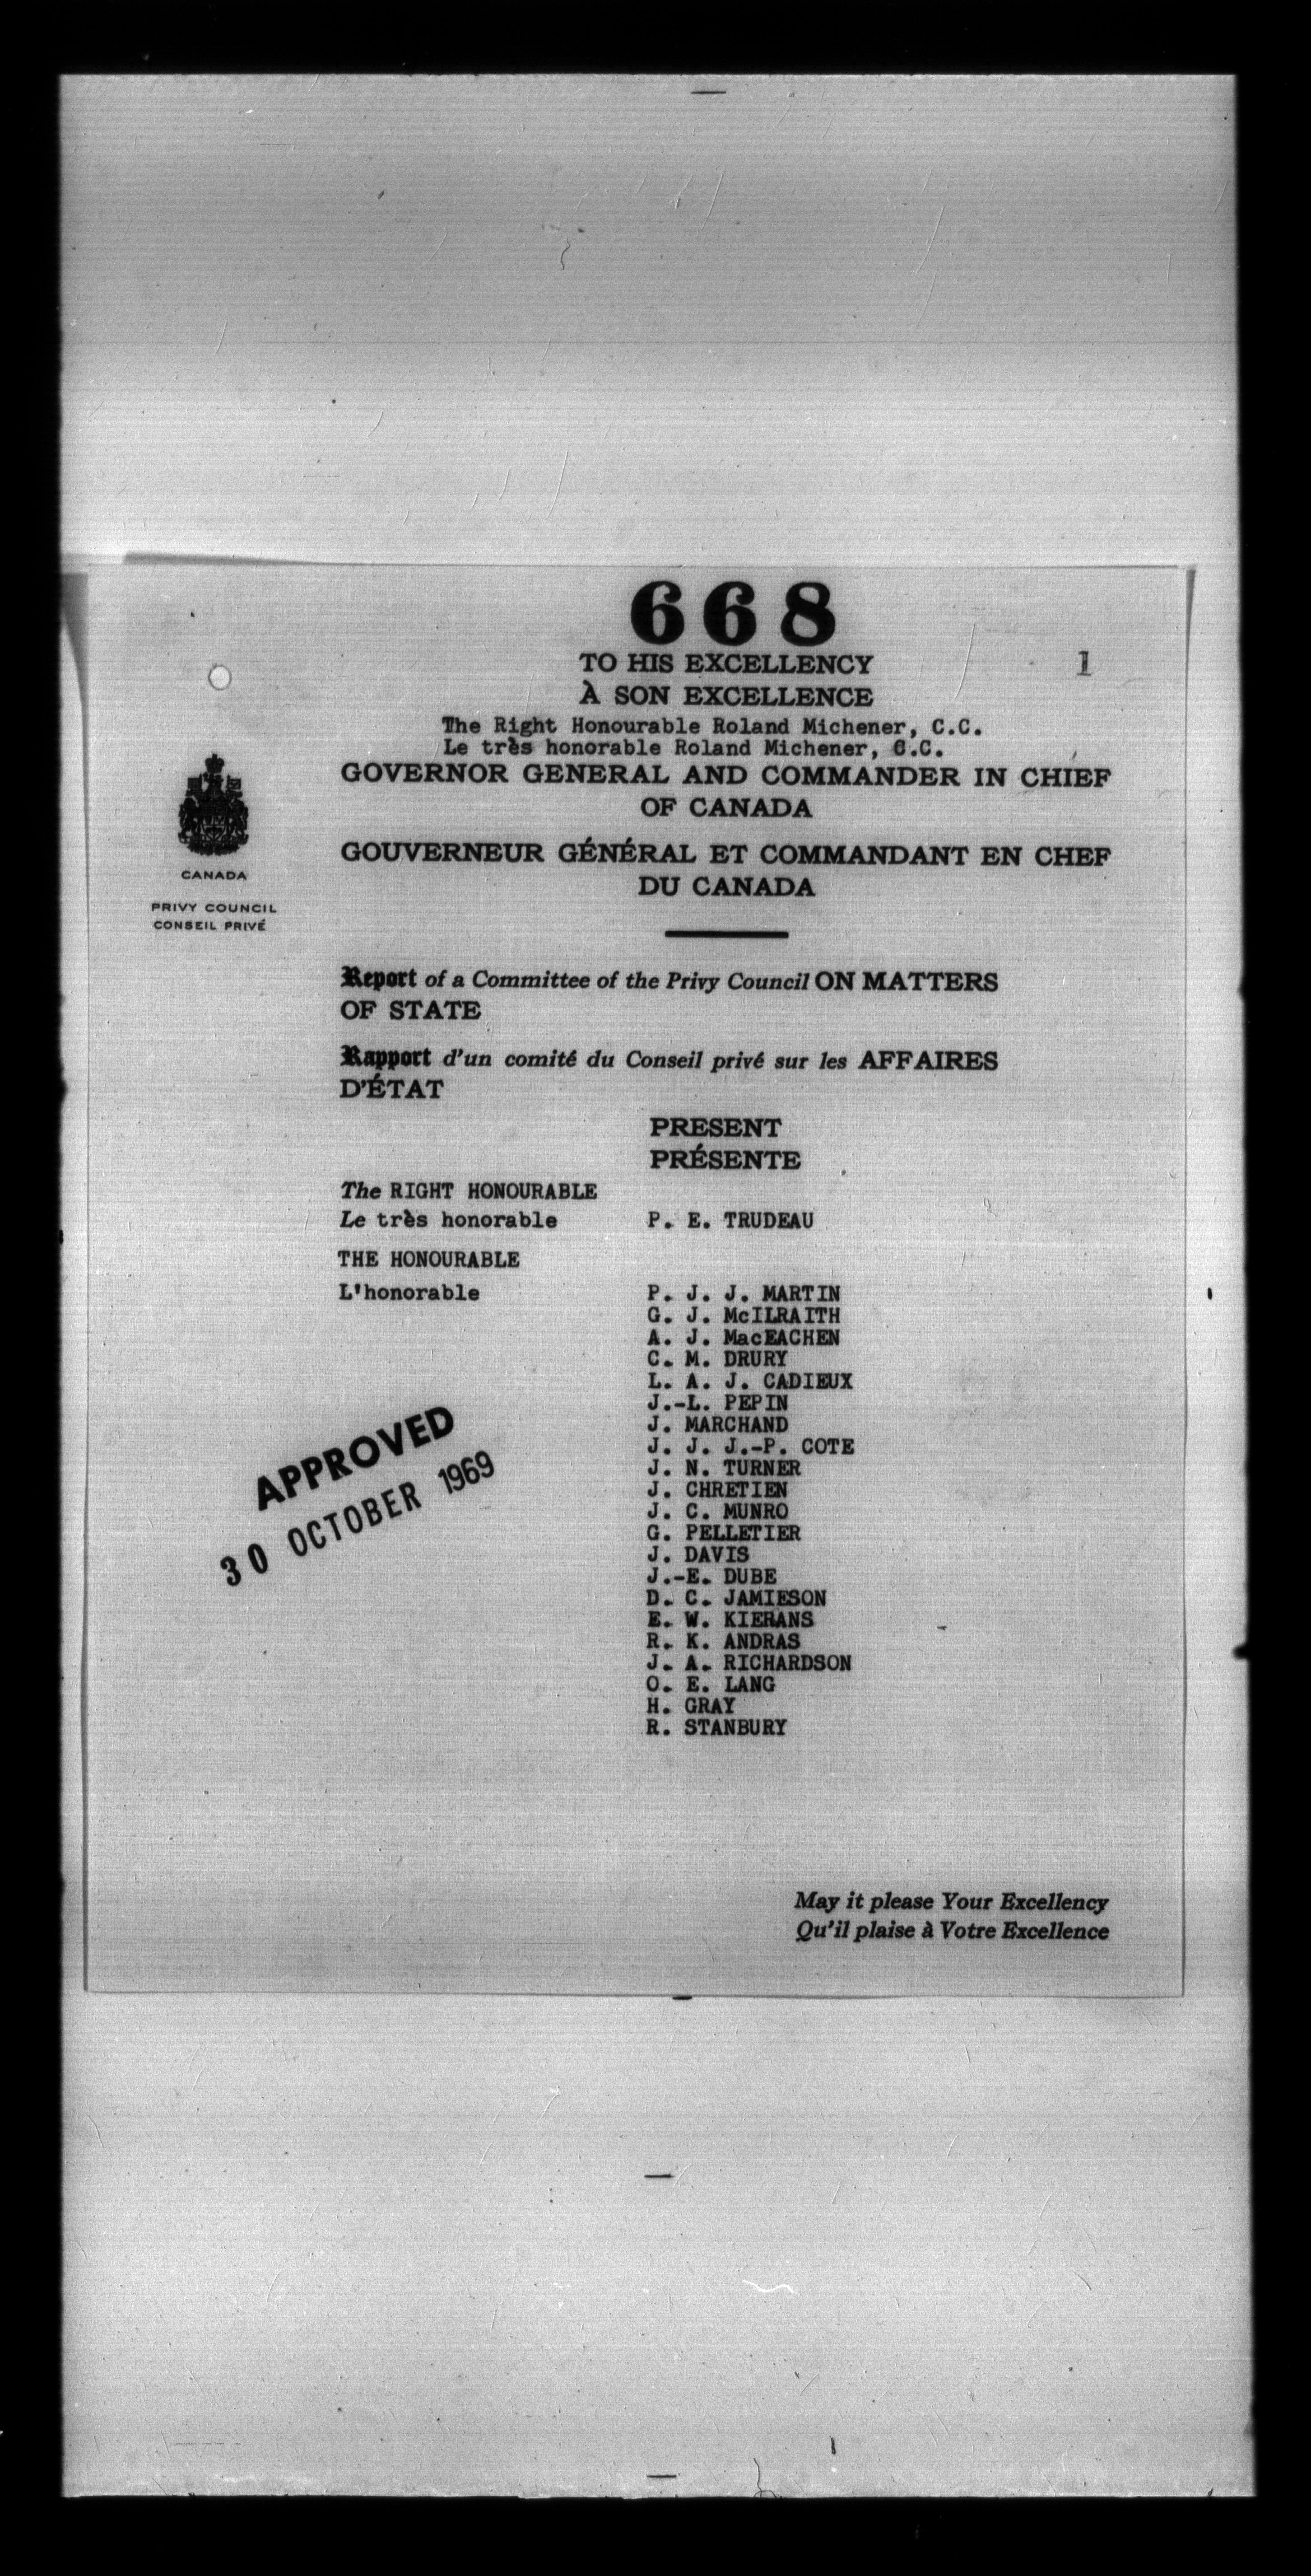 668
TO HIS EXCELLENCY
1
À SON EXCELLENCE
The Right Honourable Roland Michener, C.C.
Le très honorable Roland Michener, C.C.
GOVERNOR GENERAL AND COMMANDER IN CHIEF
OF CANADA
GOUVERNEUR GÉNÉRAL ET COMMANDANT EN CHEF
DU CANADA
CANADA
PRIVY COUNCIL
CONSEIL PRIVÉ
Report of a Committee of the Privy Council ON MATTERS
OF STATE
Rapport d'un comité du Conseil privé sur les AFFAIRES
D'ÉTAT
PRESENT
PRÉSENTE
The RIGHT HONOURABLE
Le très honorable P. E. TRUDEAU
THE HONOURABLE
L'honorable P. J. J. MARTIN
G. J. McILRAITH
A. J. MacEACHEN
C. M. DRURY
L. A. J. CADIEUX
J.-L. PEPIN
J. MARCHAND
J. J. J.-P. COTE
J. N. TURNER
J. CHRETIEN
J. C. MUNRO
G. PELLETIER
J. DAVIS
J.-E. DUBE
D. C. JAMIESON
E. W. KIERANS
R. K. ANDRAS
J. A. RICHARDSON
O. E. LANG
H. GRAY
R. STANBURY
APPROVED
30 OCTOBER 1969
May it please Your Excellency
Qu'il plaise à Votre Excellence